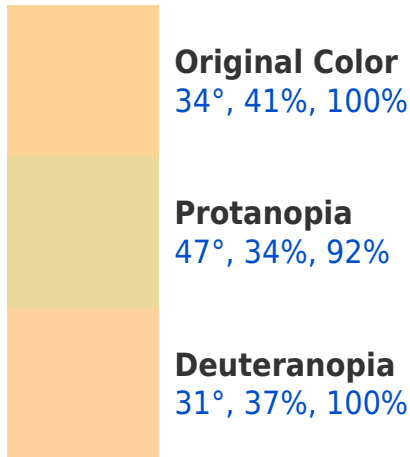 Original Color
34°, 41%, 100%
Protanopia
47°, 34%, 92%
Deuteranopia
31°, 37%, 100%